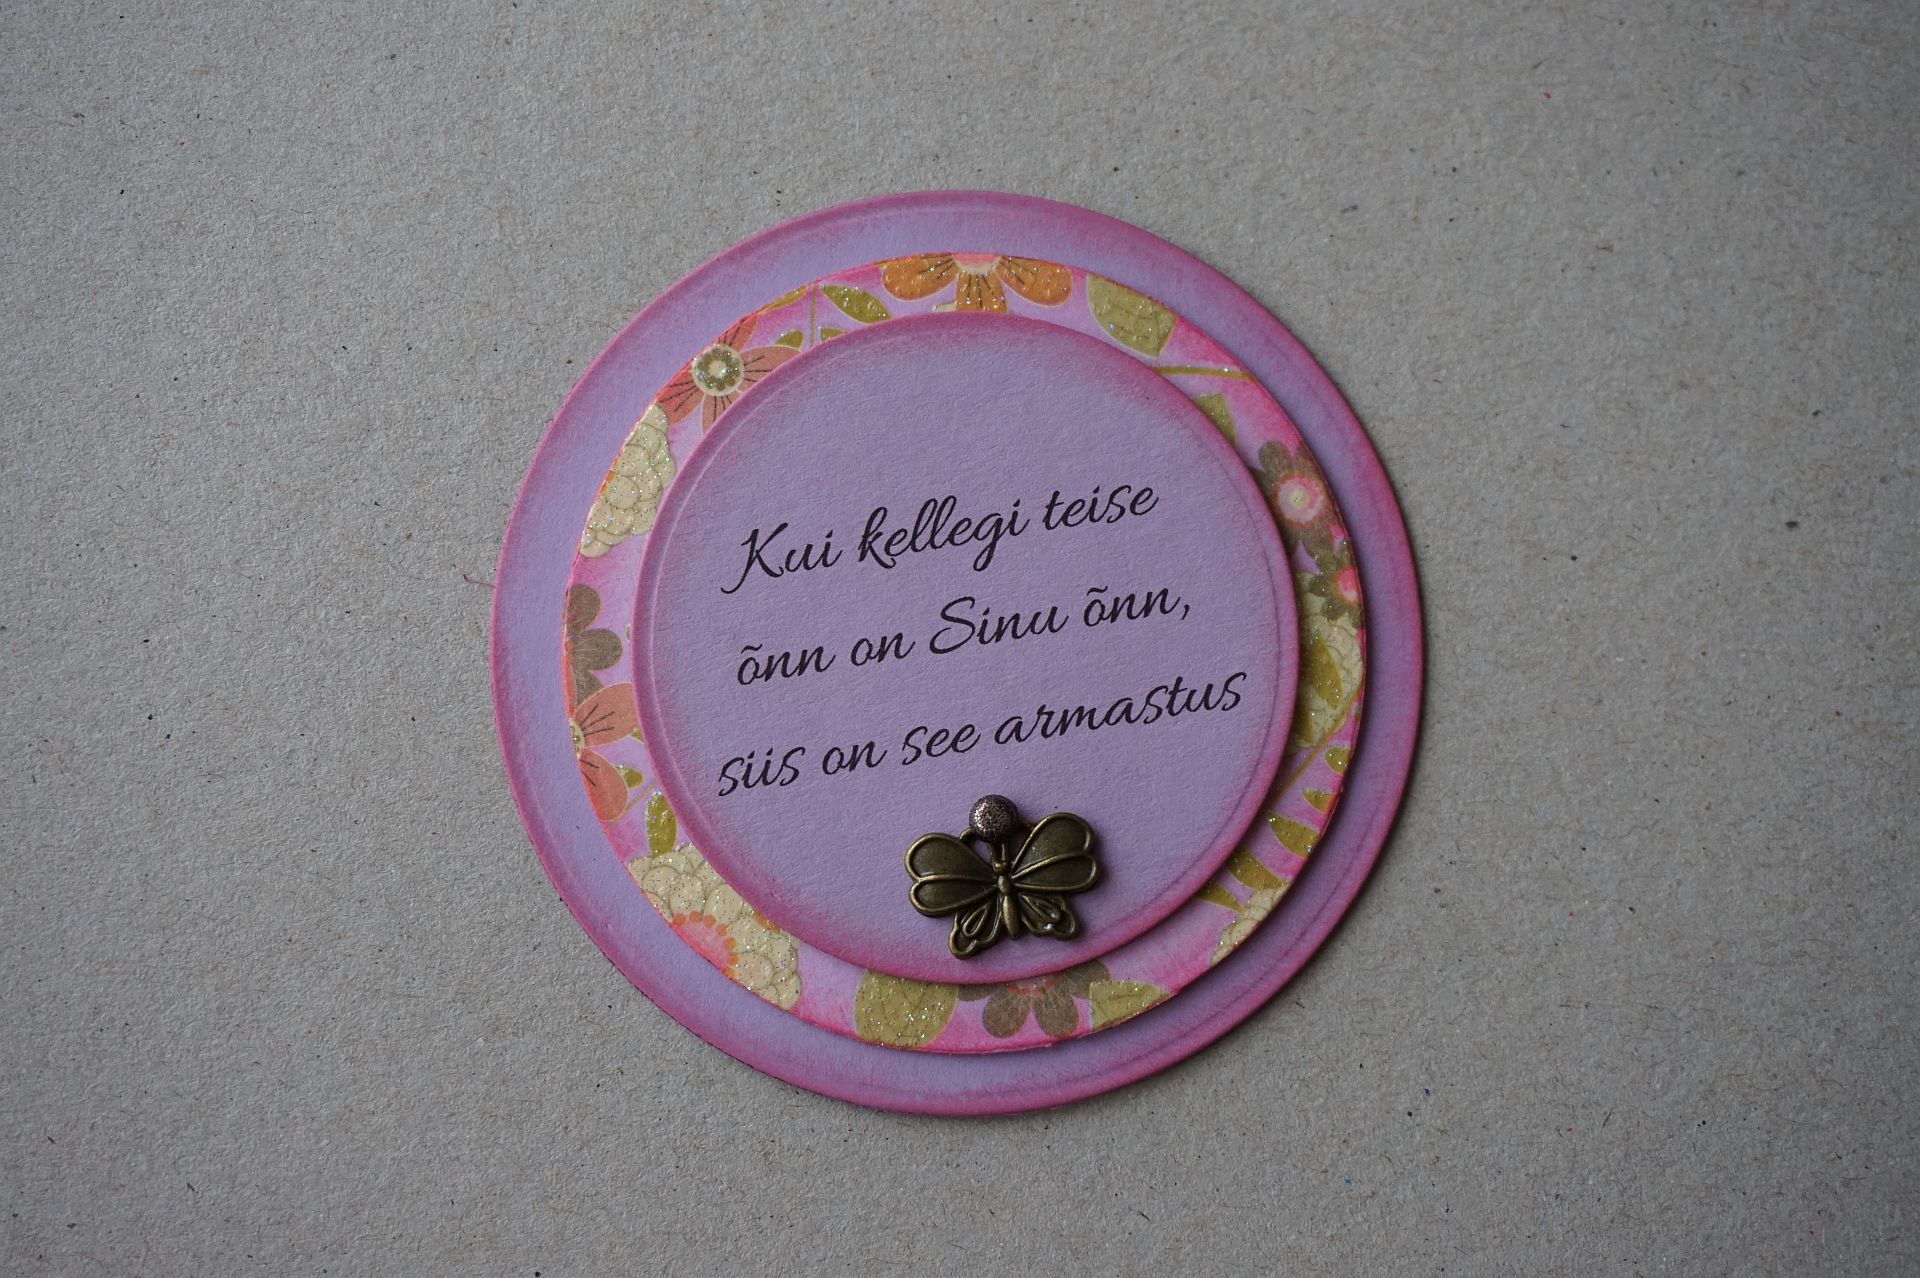 Kui kellegi teise
õnn on Sinu õnn,
siis on see armastus